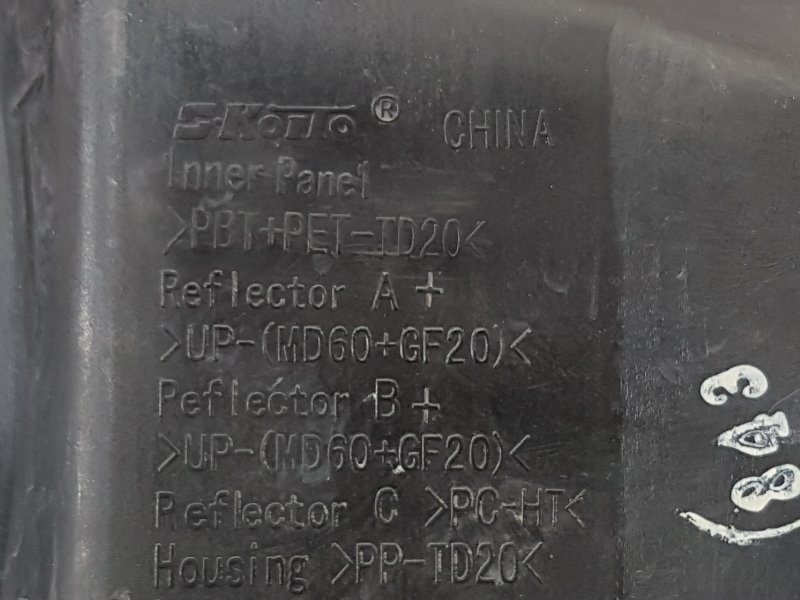 S·KOITO® CHINA
Inner Panel
>PBT+PET-TD20<
Reflector A+
>UP-(MD60+GF20)<
Reflector B+
>UP-(MD60+GF20)<
Reflector C >PC-HT<
Housing >PP-TD20<